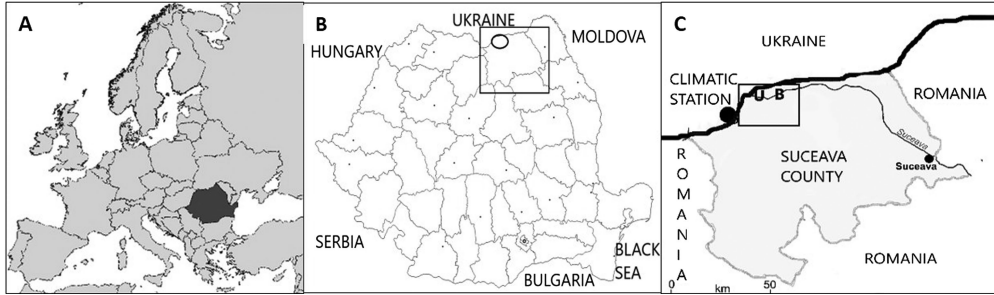 A
B
UKRAINE
HUNGARY
MOLDOVA
SERBIA
BULGARIA
BLACK
SEA
C
UKRAINE
CLIMATIC
STATION
U B
ROMANIA
SUCEAVA
COUNTY
Suceava
Suceava
ROMANIA
ROMANIA
0 km 50